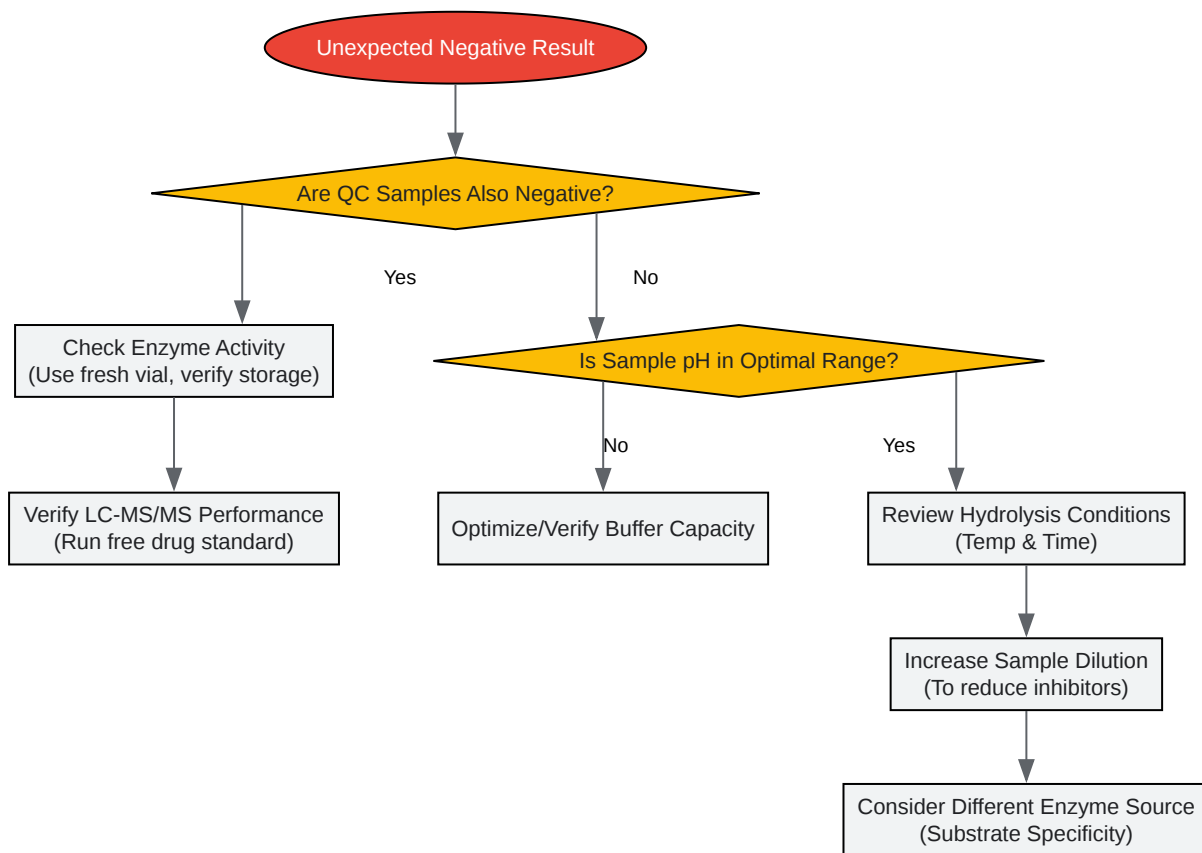 Unexpected Negative Result
Are QC Samples Also Negative?
Yes
No
Check Enzyme Activity
(Use fresh vial, verify storage)
Is Sample pH in Optimal Range?
No
Yes
Verify LC-MS/MS Performance
(Run free drug standard)
Optimize/Verify Buffer Capacity
Review Hydrolysis Conditions
(Temp & Time)
Increase Sample Dilution
(To reduce inhibitors)
Consider Different Enzyme Source
(Substrate Specificity)